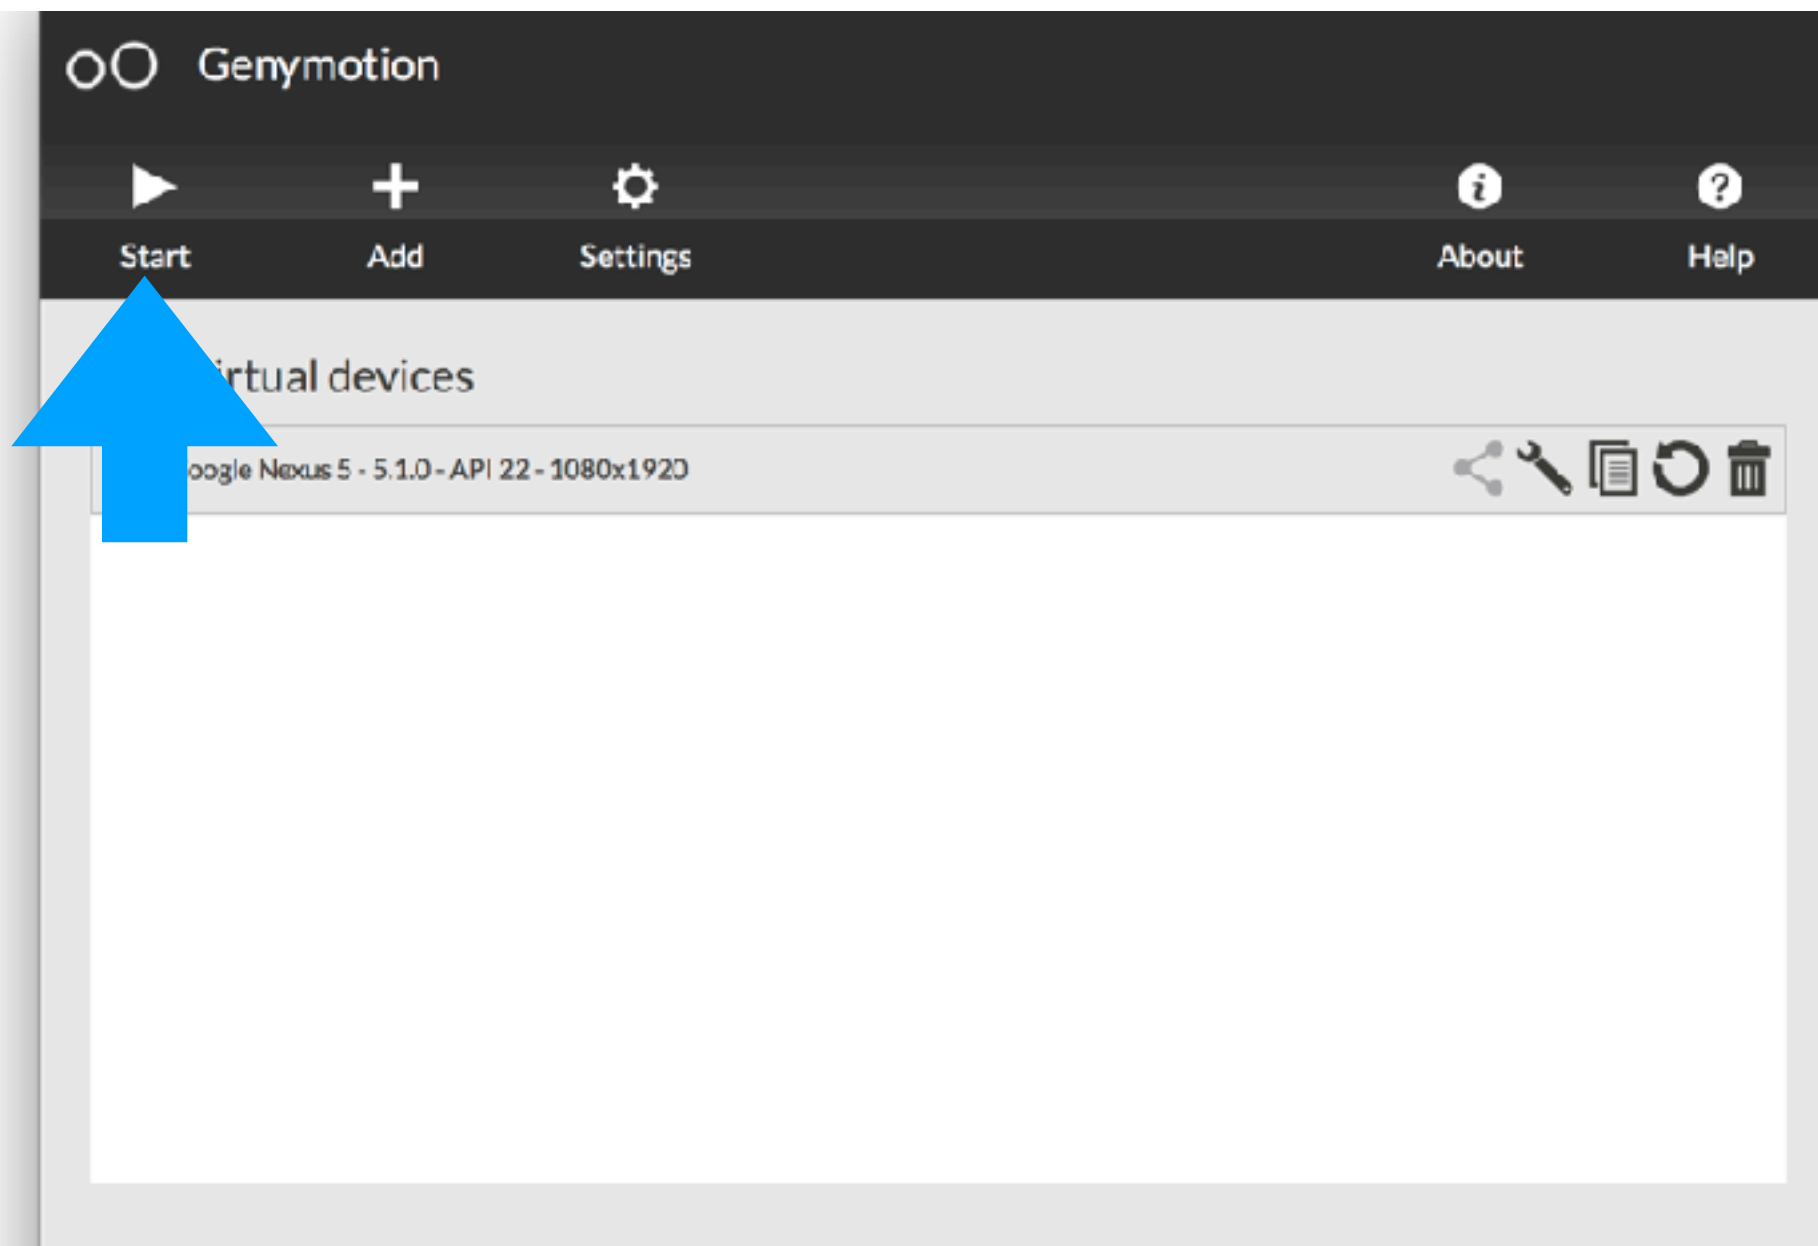 Genymotion
Start Add Settings About Help
irtual devices
oogle Nexus 5 - 5.1.0 - API 22 - 1080x1920